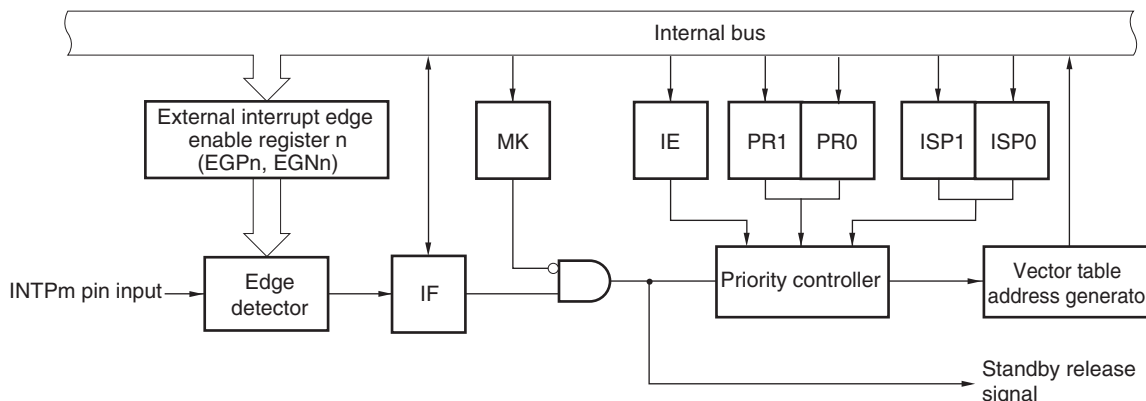 Internal bus
External interrupt edge
enable register n
(EGPn, EGNn)
MK
IE
PR1
PR0
ISP1
ISP0
INTPm pin input
Edge
detector
IF
Priority controller
Vector table
address generato
Standby release
signal